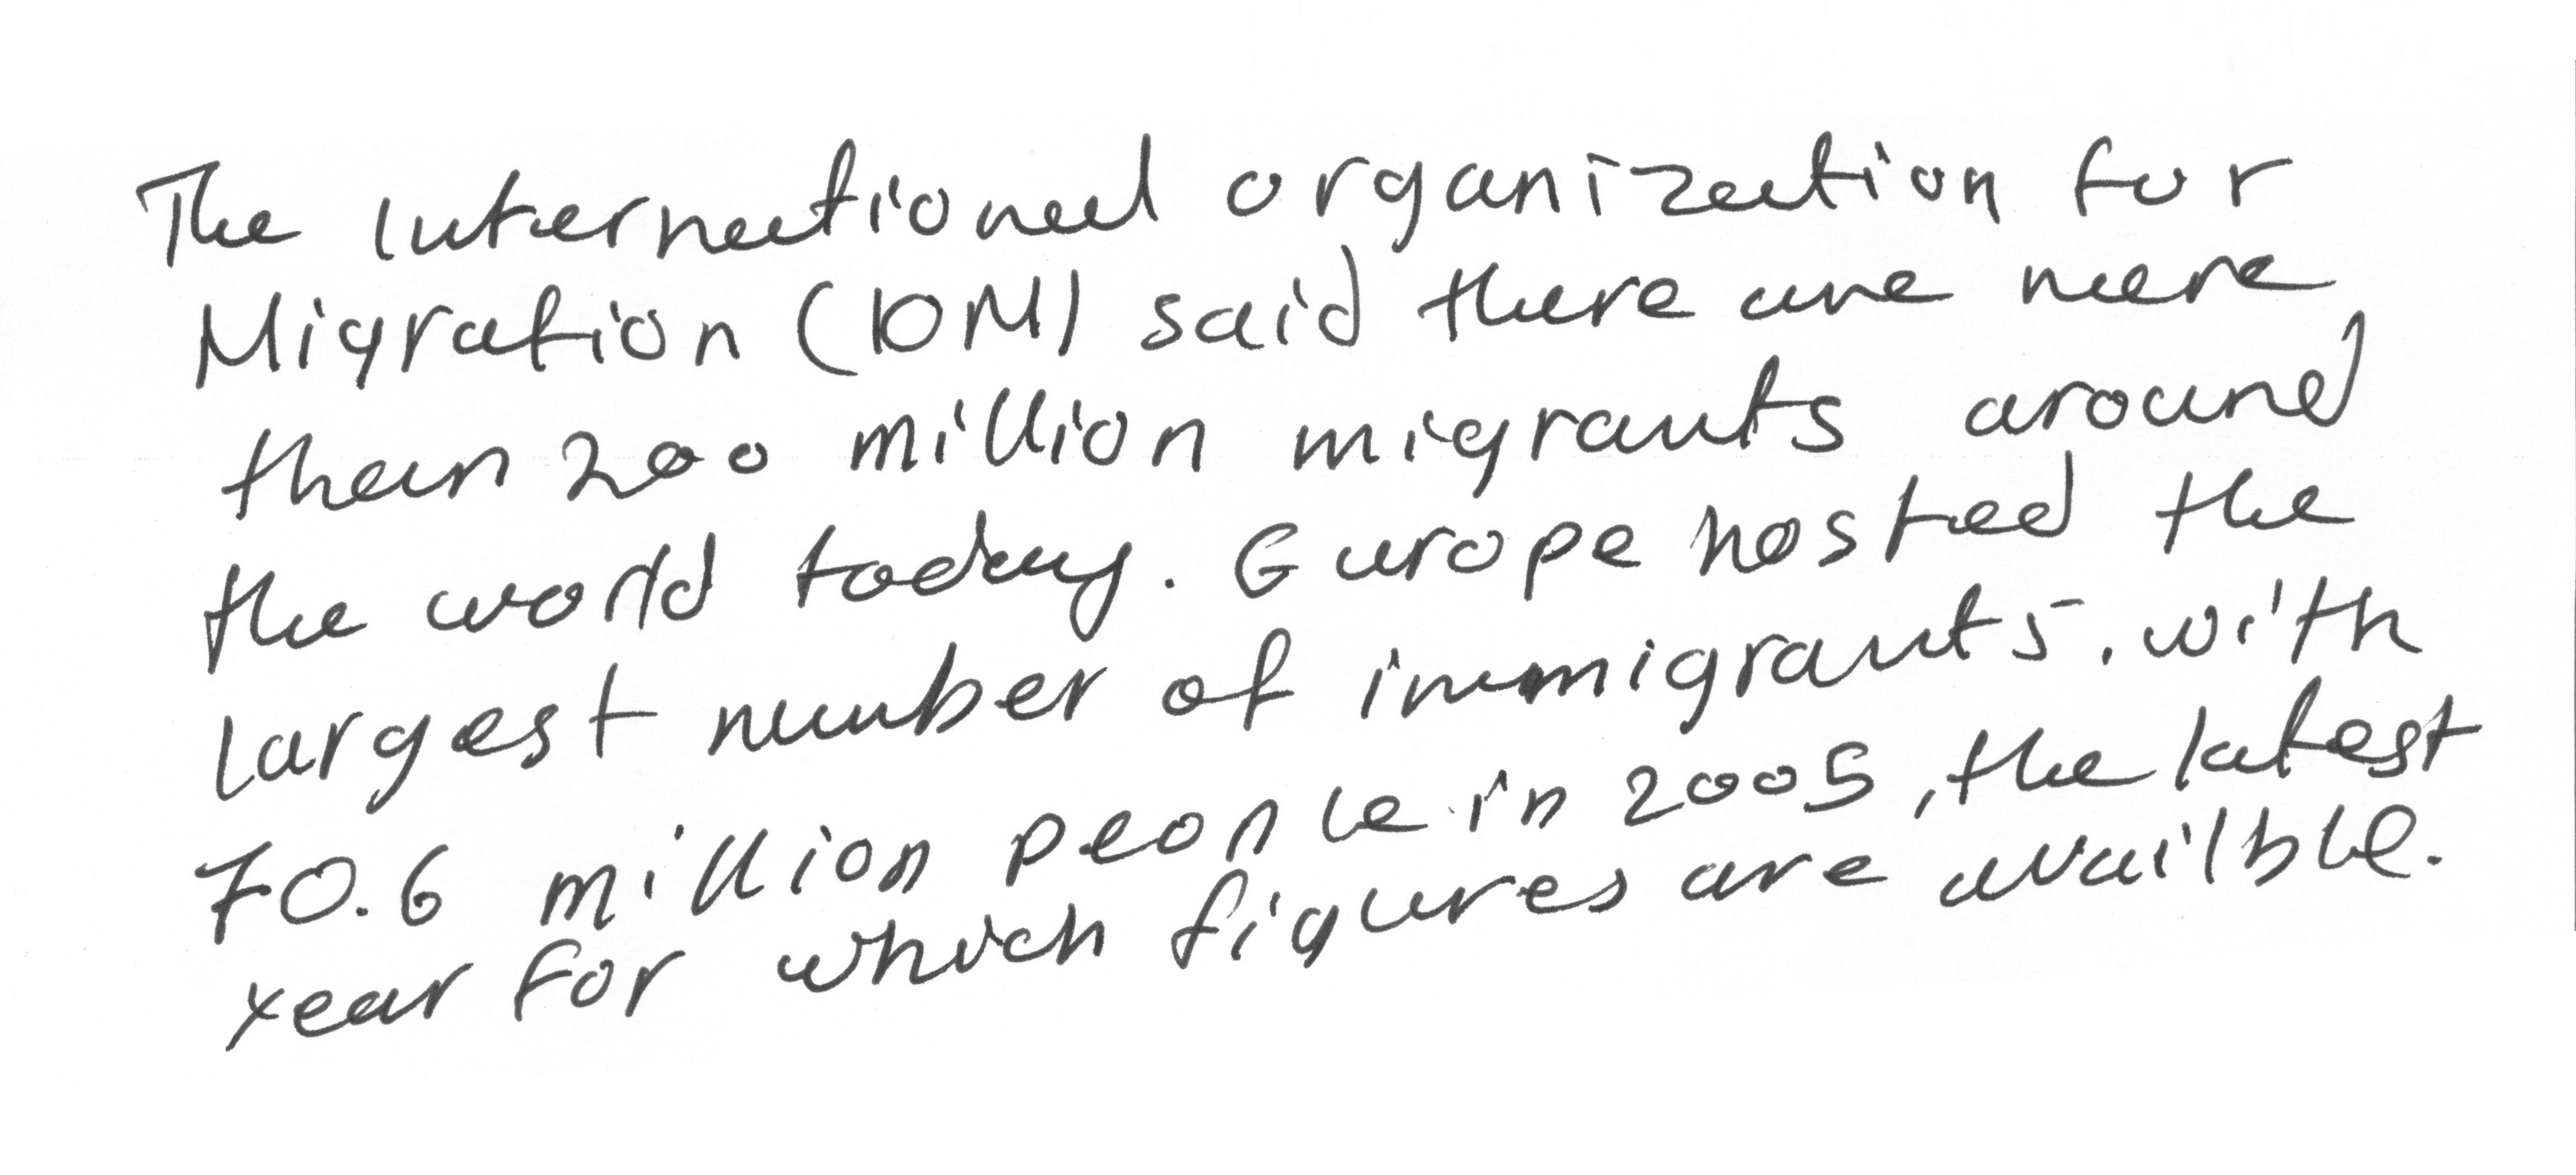 The International organization for
Migration (IOM) said there are more
than 200 million migrants around
the world today. Europe hosted the
largest number of immigrants, with
70.6 million people in 2005, the latest
year for which figures are availble.